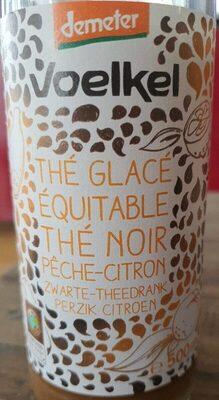 demeter
Voelkel
THÉ GLACÉ
ÉQUITABLE
THÉ NOIR
PÊCHE-CITRON
ZWARTE-THEEDRANK
PERZIK CITROEN